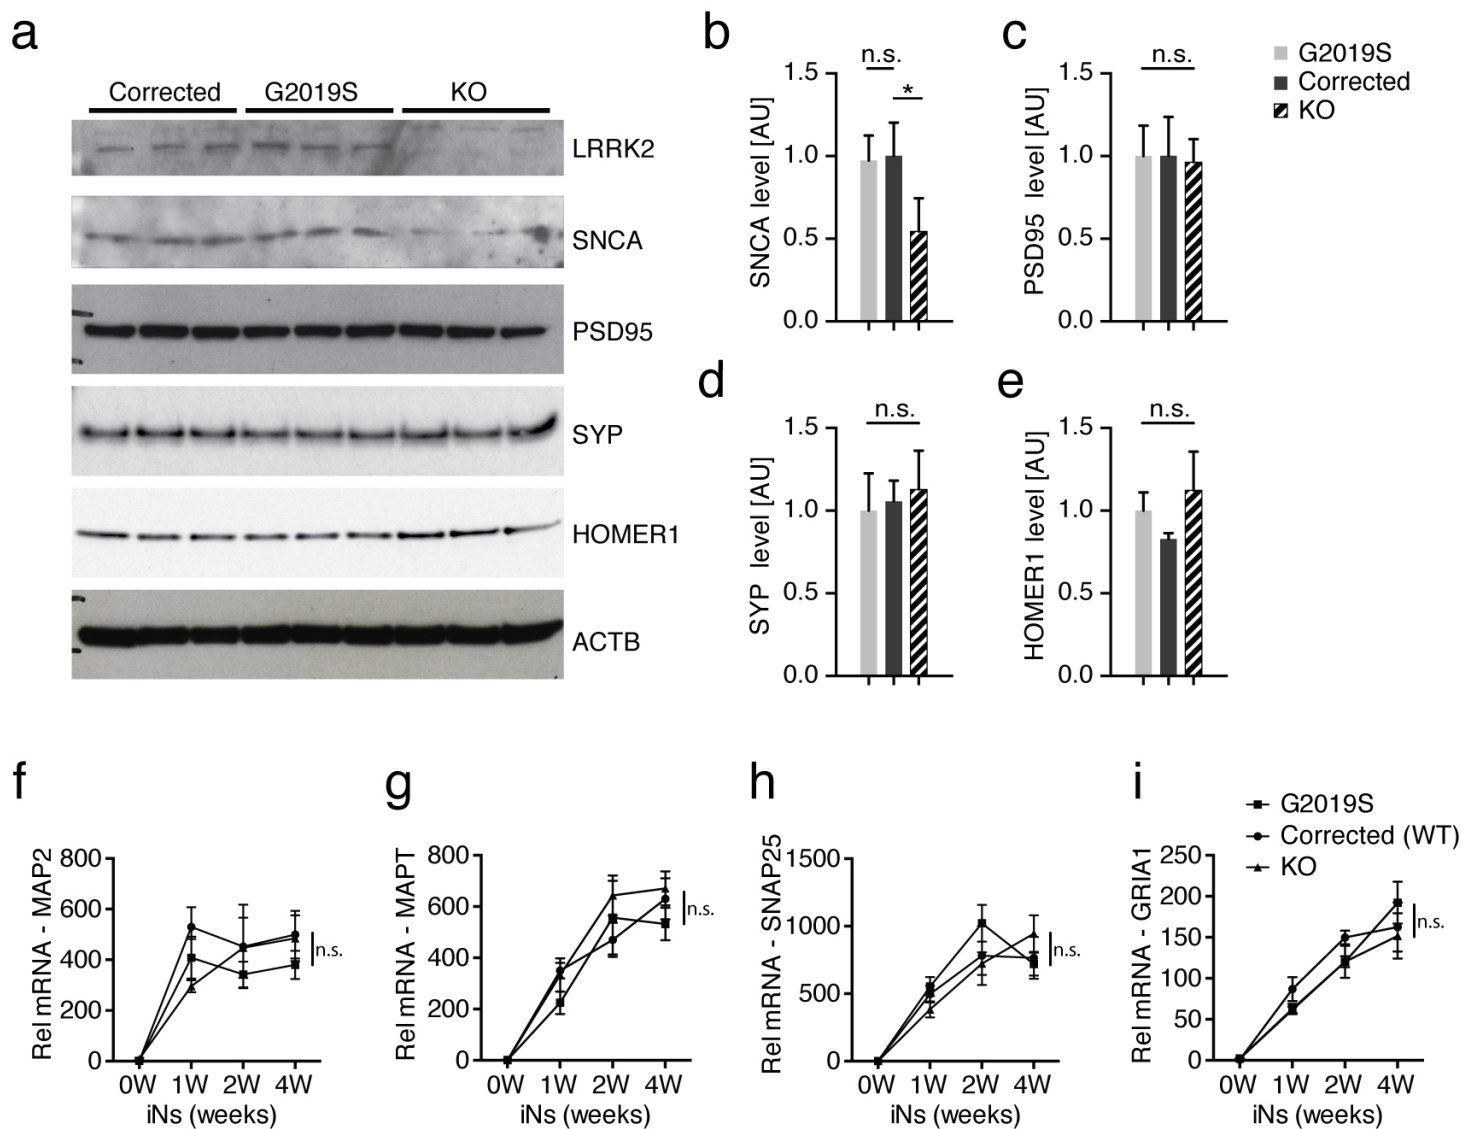 a
Corrected G2019S KO
LRRK2
SNCA
PSD95
SYP
HOMER1
ACTB
b
n.s.
*
SNCA level [AU]
1.5
1.0
0.5
0.0
c
n.s.
PSD95 level [AU]
1.5
1.0
0.5
0.0
G2019S
Corrected
KO
d
n.s.
SYP level [AU]
1.5
1.0
0.5
0.0
e
n.s.
HOMER1 level [AU]
1.5
1.0
0.5
0.0
f
Rel mRNA - MAP2
800
600
400
200
0
n.s.
0W 1W 2W 4W
iNs (weeks)
g
Rel mRNA - MAPT
800
600
400
200
0
n.s.
0W 1W 2W 4W
iNs (weeks)
h
Rel mRNA - SNAP25
1500
1000
500
0
n.s.
0W 1W 2W 4W
iNs (weeks)
i
G2019S
Corrected (WT)
KO
Rel mRNA - GRIA1
250
200
150
100
50
0
n.s.
0W 1W 2W 4W
iNs (weeks)